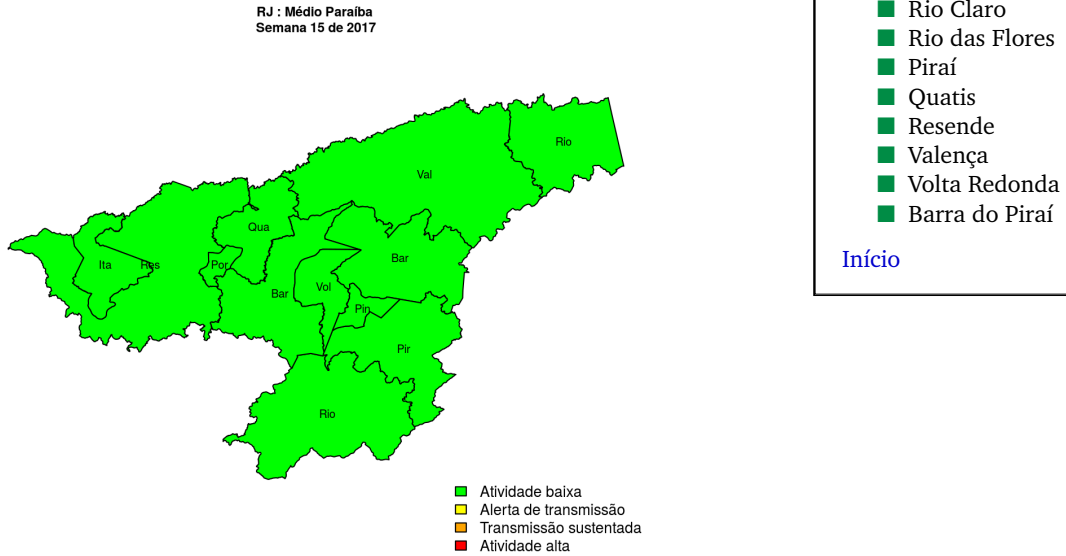 RJ : Médio Paraíba
Semana 15 de 2017
Rio
Val
Qua
Ita
Res
Por
Bar
Bar
Vol
Pin
Pir
Rio
Atividade baixa
Alerta de transmissão
Transmissão sustentada
Atividade alta
Rio Claro
Rio das Flores
Piraí
Quatis
Resende
Valença
Volta Redonda
Barra do Piraí
Início